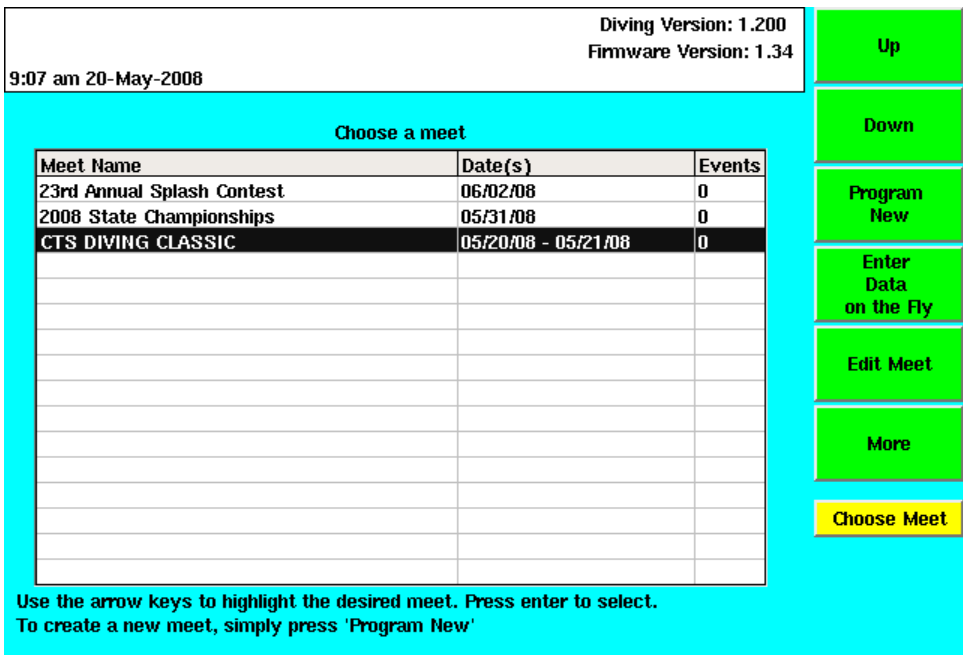 Diving Version: 1.200
Firmware Version: 1.34
9:07 am 20-May-2008
Choose a meet
Meet Name Date(s) Events
23rd Annual Splash Contest 06/02/08 0
2008 State Championships 05/31/08 0
CTS DIVING CLASSIC 05/20/08 - 05/21/08 0
Use the arrow keys to highlight the desired meet. Press enter to select.
To create a new meet, simply press 'Program New'
Up
Down
Program
New
Enter
Data
on the Fly
Edit Meet
More
Choose Meet